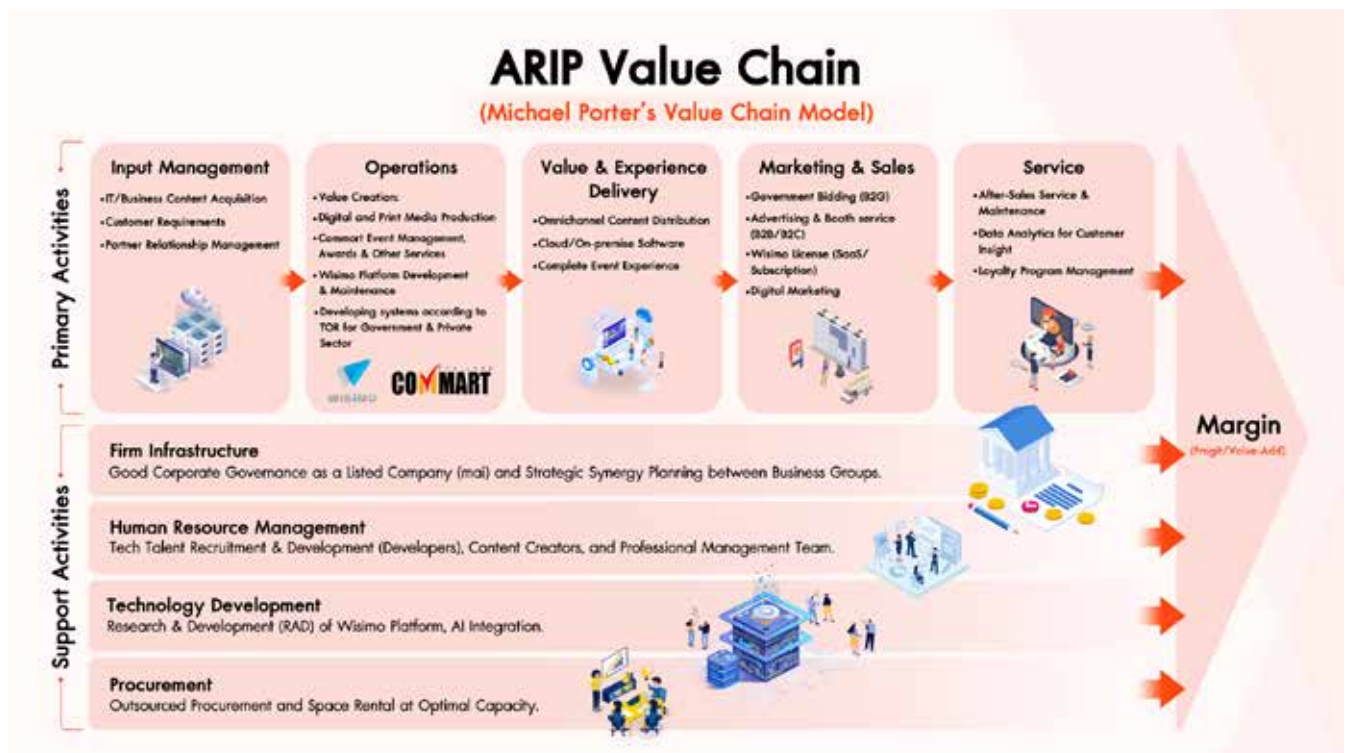 ARIP Value Chain
(Michael Porter's Value Chain Model)
Primary Activities
Input Management
•IT/Business Content Acquisition
•Customer Requirements
•Partner Relationship Management
Operations
•Value Creation:
•Digital and Print Media Production
•Commart Event Management,
Awards & Other Services
•Wisimo Platform Development
& Maintenance
•Developing systems according to
TOR for Government & Private
Sector
WISIMO
COMMART
Value & Experience
Delivery
•Omnichannel Content Distribution
•Cloud/On-premise Software
•Complete Event Experience
Marketing & Sales
•Government Bidding (B2G)
•Advertising & Booth service
(B2B/B2C)
•Wisimo License (SaaS/
Subscription)
•Digital Marketing
Service
•After-Sales Service &
Maintenance
•Data Analytics for Customer
Insight
•Loyalty Program Management
Support Activities
Firm Infrastructure
Good Corporate Governance as a Listed Company (mai) and Strategic Synergy Planning between Business Groups.
Human Resource Management
Tech Talent Recruitment & Development (Developers), Content Creators, and Professional Management Team.
Technology Development
Research & Development (RAD) of Wisimo Platform, AI Integration.
Procurement
Outsourced Procurement and Space Rental at Optimal Capacity.
Margin